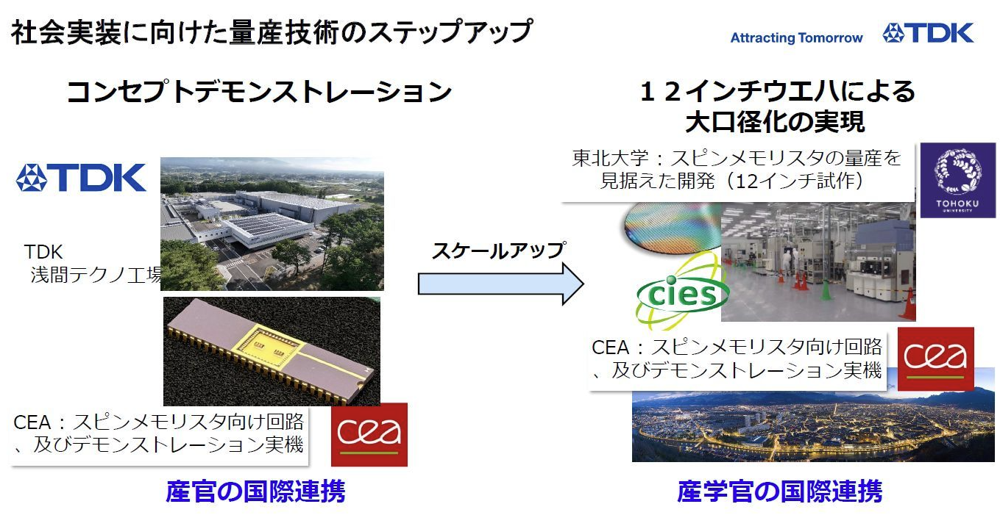 社会実装に向けた量産技術のステップアップ
Attracting Tomorrow
TDK
コンセプトデモンストレーション
TDK
TDK
浅間テクノ工場
CEA：スピンメモリスタ向け回路
、及びデモンストレーション実機
cea
産官の国際連携
スケールアップ
１２インチウエハによる
大口径化の実現
東北大学：スピンメモリスタの量産を
見据えた開発（12インチ試作）
TOHOKU
UNIVERSITY
cies
CEA：スピンメモリスタ向け回路
、及びデモンストレーション実機
cea
産学官の国際連携